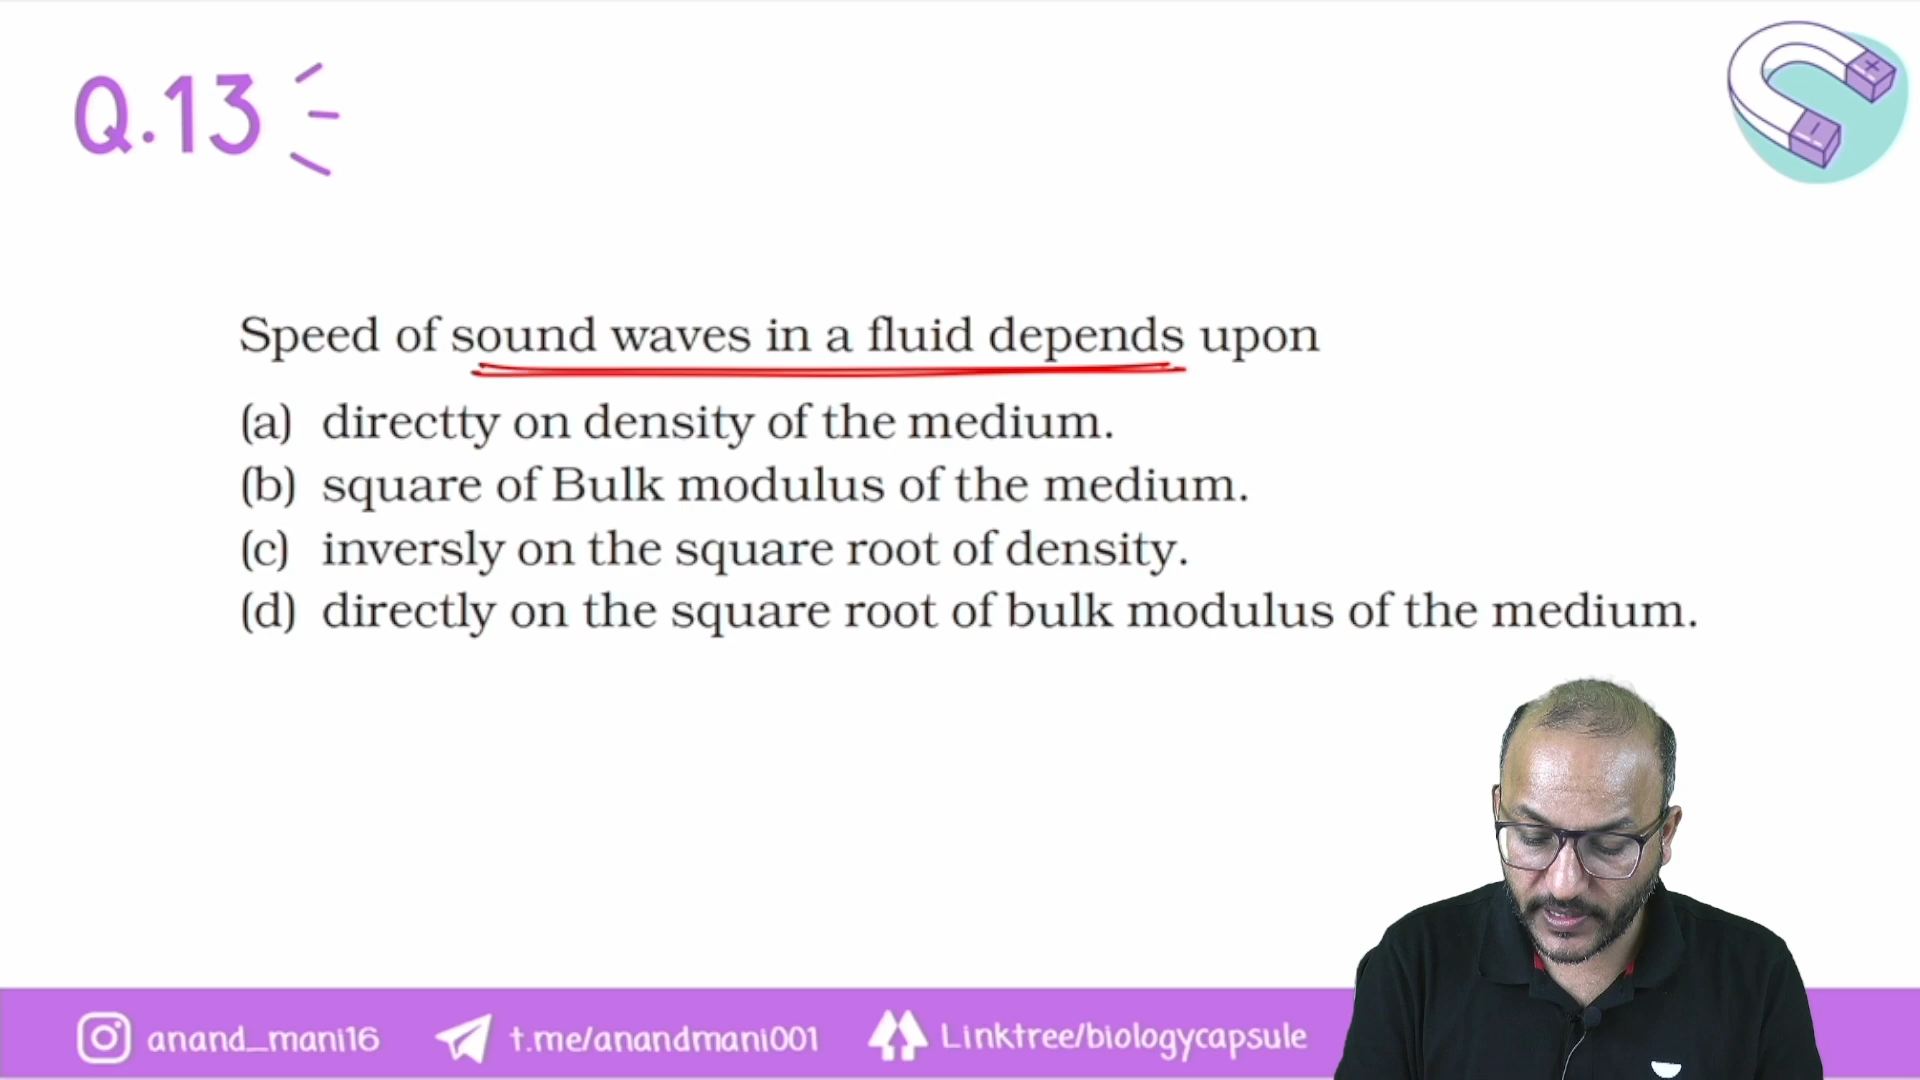 Q.13
+
-
Speed of sound waves in a fluid depends upon
(a) directty on density of the medium.
(b) square of Bulk modulus of the medium.
(c) inversly on the square root of density.
(d) directly on the square root of bulk modulus of the medium.
anand_mani16 t.me/anandmani001 Linktree/biologycapsule